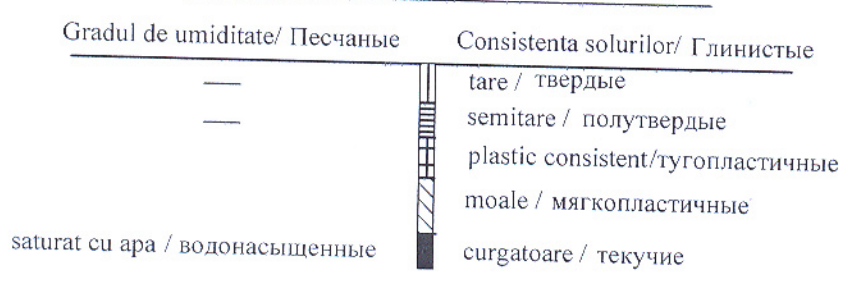 Gradul de umiditate/ Песчаные Consistenta solurilor/ Глинистые
— tare / твердые
— semitare / полутвердые
plastic consistent/тугопластичные
moale / мягкопластичные
saturat cu apa / водонасыщенные curgatoare / текучие